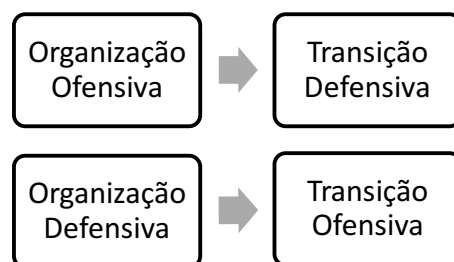 Organização
Ofensiva
Transição
Defensiva
Organização
Defensiva
Transição
Ofensiva